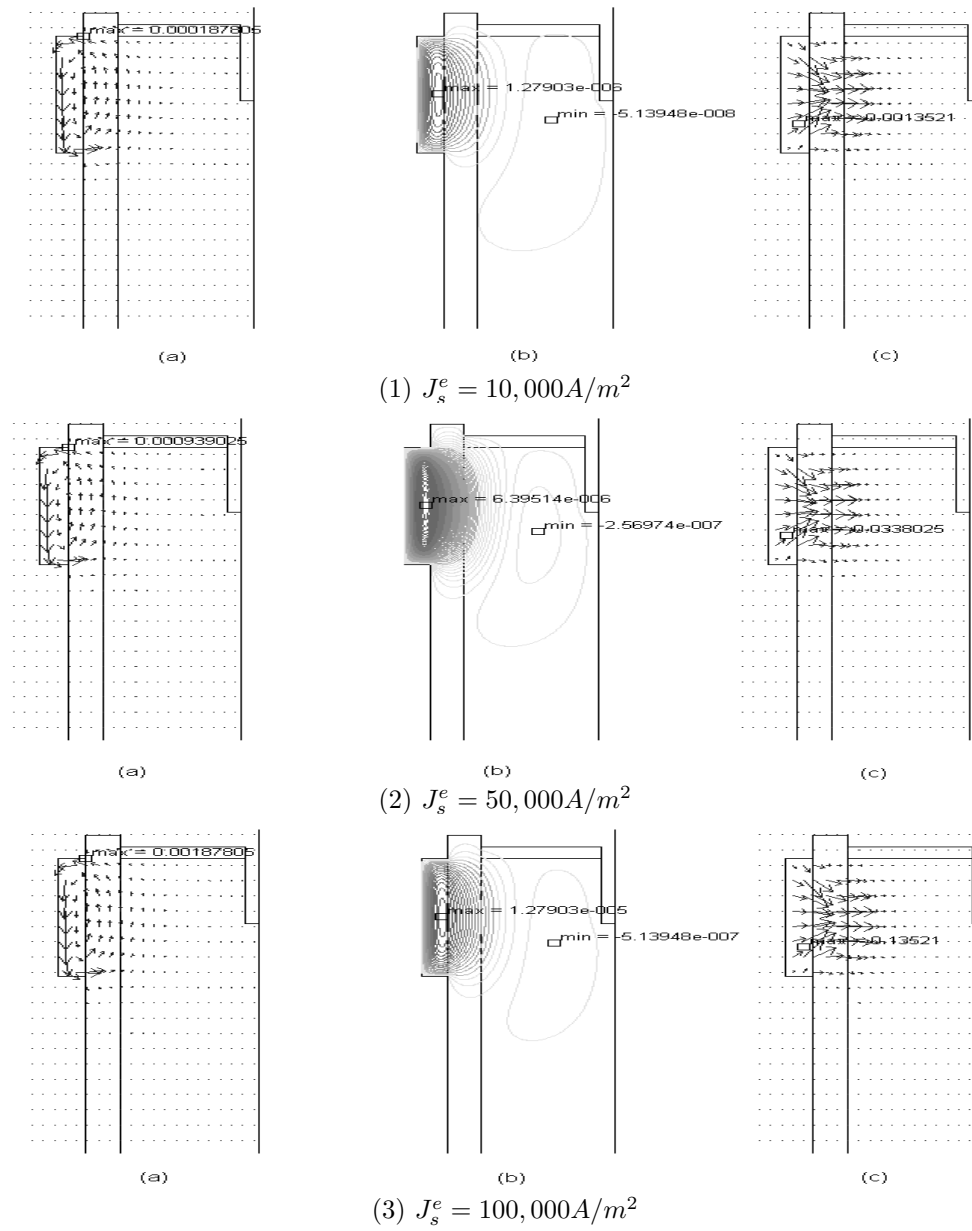 max = 0.000187805
max = 1.27903e-006
min = -5.13948e-008
max = 0.0013521
(a)
(b)
(c)
(1) $J_s^e = 10,000A/m^2$
max = 0.000939025
max = 6.39514e-006
min = -2.56974e-007
max = 0.0338025
(a)
(b)
(c)
(2) $J_s^e = 50,000A/m^2$
max = 0.00187805
max = 1.27903e-005
min = -5.13948e-007
max = 0.13521
(a)
(b)
(c)
(3) $J_s^e = 100,000A/m^2$